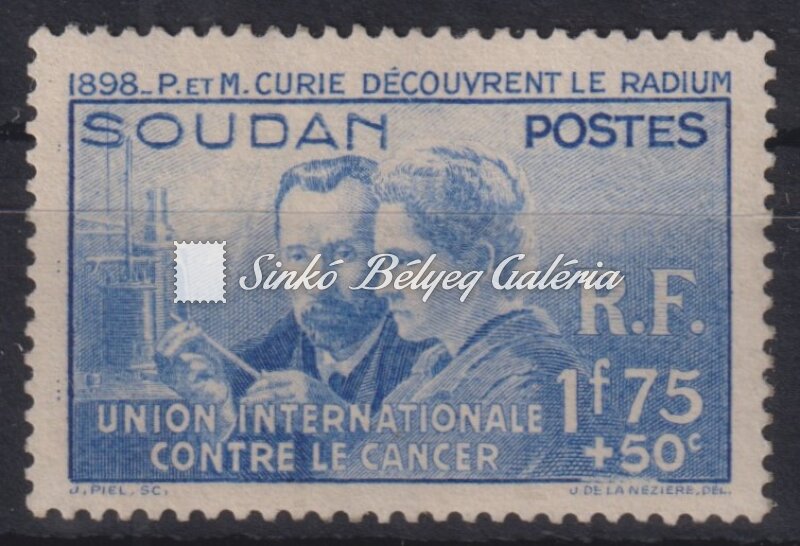 1898_P. ET M. CURIE DÉCOUVRENT LE RADIUM
SOUDAN POSTES
Sinkó Bélyeg Galéria
R.F.
1f75
+50c
UNION INTERNATIONALE
CONTRE LE CANCER
J. PIEL, SC. J. DE LA NEZIÈRE, DEL.